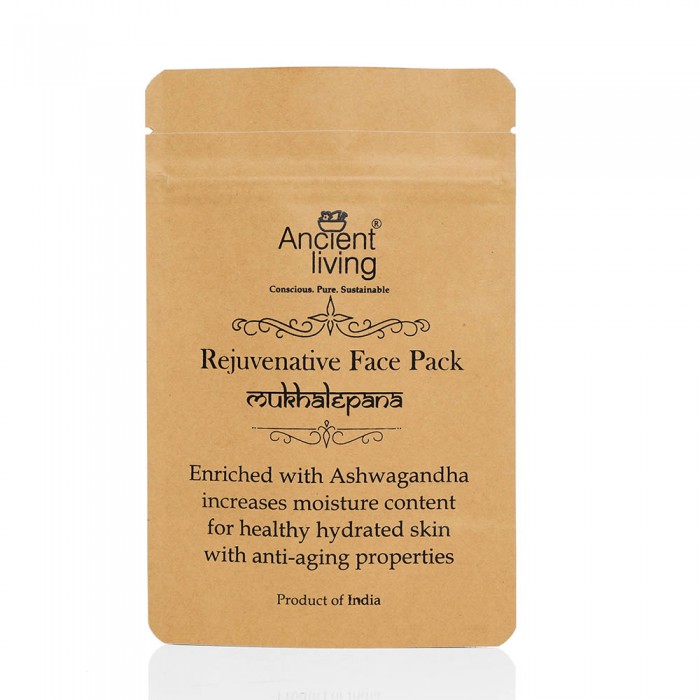 Ancient®
living
Conscious. Pure. Sustainable
Rejuvenative Face Pack
mukhalepana
Enriched with Ashwagandha
increases moisture content
for healthy hydrated skin
with anti-aging properties
Product of India